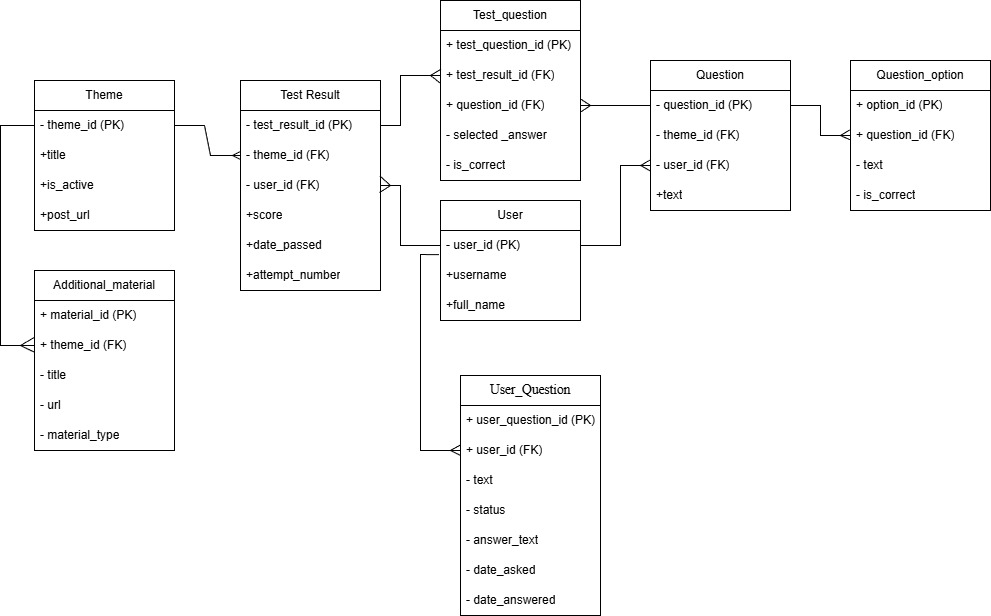 Theme
- theme_id (PK)
+title
+is_active
+post_url
Additional_material
+ material_id (PK)
+ theme_id (FK)
- title
- url
- material_type
Test Result
- test_result_id (PK)
- theme_id (FK)
- user_id (FK)
+score
+date_passed
+attempt_number
Test_question
+ test_question_id (PK)
+ test_result_id (FK)
+ question_id (FK)
- selected _answer
- is_correct
User
- user_id (PK)
+username
+full_name
User_Question
+ user_question_id (PK)
+ user_id (FK)
- text
- status
- answer_text
- date_asked
- date_answered
Question
- question_id (PK)
- theme_id (FK)
- user_id (FK)
+text
Question_option
+ option_id (PK)
+ question_id (FK)
- text
- is_correct